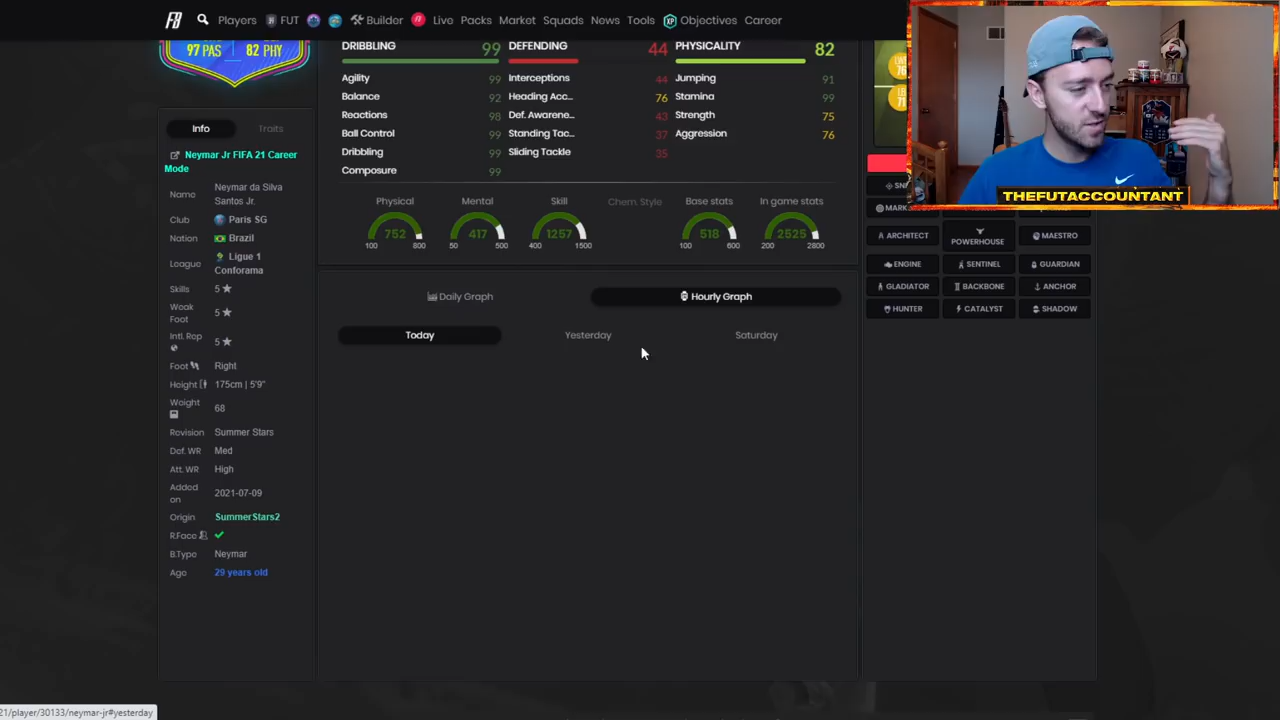 Players FUT Builder Live Packs Market Squads News Tools XP Objectives Career
97 PAS 82 PHY
DRIBBLING 99 DEFENDING 44 PHYSICALITY 82
Agility 99 Interceptions 44 Jumping 91
Balance 92 Heading Acc... 76 Stamina 99
Reactions 98 Def. Aware... 43 Strength 75
Ball Control 99 Standing Tac... 37 Aggression 76
Dribbling 99 Sliding Tackle 35
Composure 99
Physical Mental Skill Chem. Style Base stats In game stats
752 417 1257 518 2525
100 800 50 500 400 1500 100 600 200 2800
Daily Graph Hourly Graph
Today Yesterday Saturday
Info Traits
Neymar Jr FIFA 21 Career
Mode
Name Neymar da Silva
Santos Jr.
Club Paris SG
Nation Brazil
League Ligue 1
Conforama
Skills 5
Weak
Foot 5
Intl. Rep 5
Foot Right
Height 175cm | 5'9"
Weight 68
Revision Summer Stars
Def. WR Med
Att. WR High
Added
on 2021-07-09
Origin SummerStars2
R.Face
B.Type Neymar
Age 29 years old
LWB
76
LB
71
THEFUTACCOUNTANT
ARCHITECT POWERHOUSE MAESTRO
ENGINE SENTINEL GUARDIAN
GLADIATOR BACKBONE ANCHOR
HUNTER CATALYST SHADOW
21/player/30133/neymar-jr#yesterday